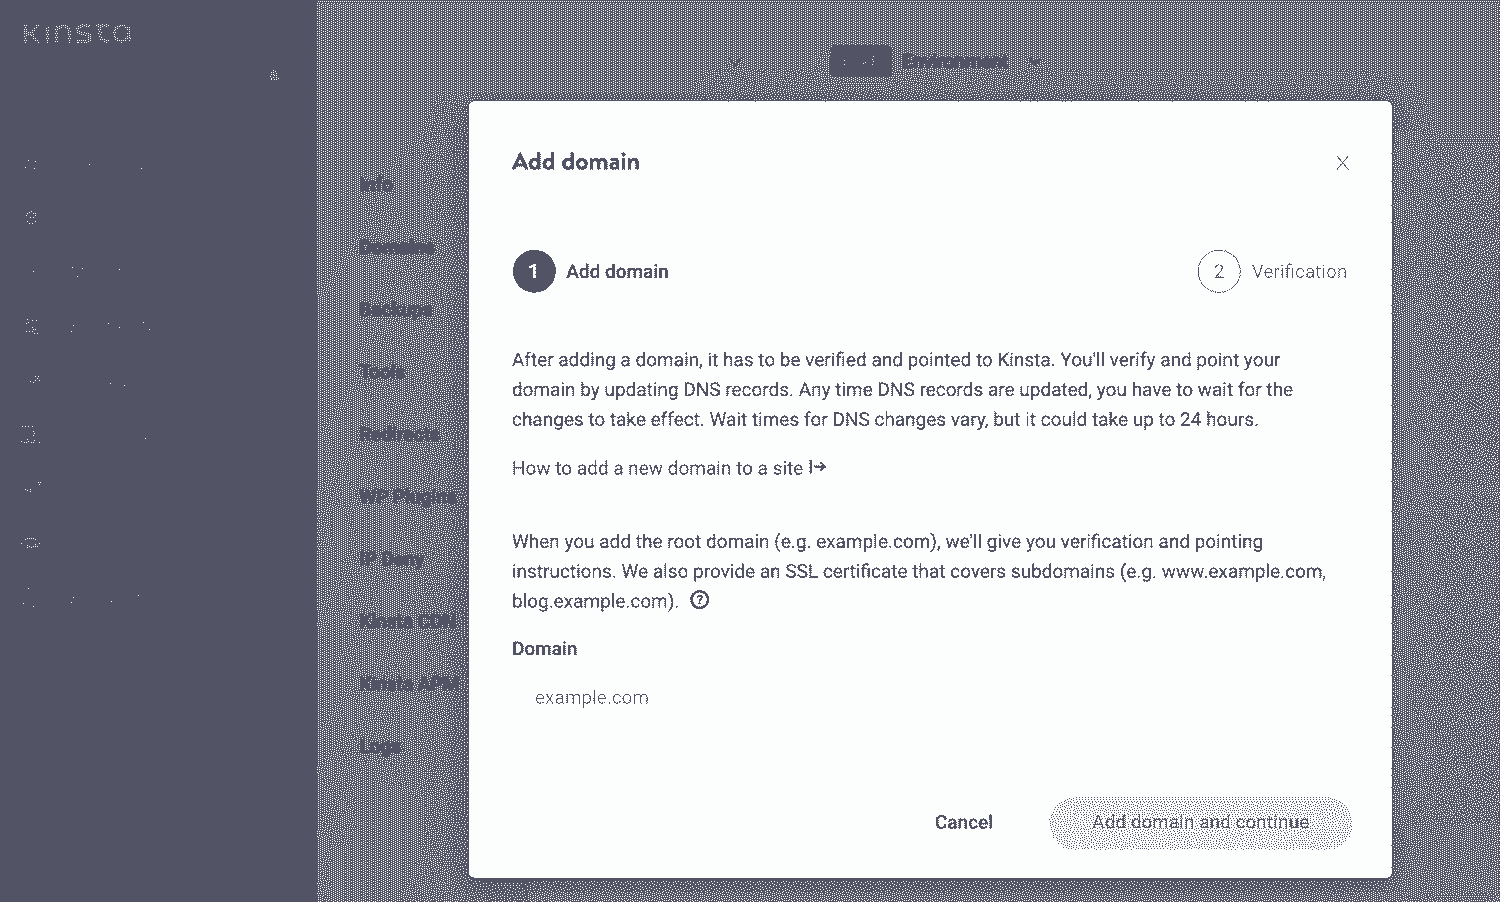 Kinsta
Environment
Info
Domains
Backups
Tools
Redirects
WP Plugins
IP Deny
Kinsta CDN
Kinsta APM
Logs
Add domain
X
1 Add domain
2 Verification
After adding a domain, it has to be verified and pointed to Kinsta. You'll verify and point your
domain by updating DNS records. Any time DNS records are updated, you have to wait for the
changes to take effect. Wait times for DNS changes vary, but it could take up to 24 hours.
How to add a new domain to a site
When you add the root domain (e.g. example.com), we'll give you verification and pointing
instructions. We also provide an SSL certificate that covers subdomains (e.g. www.example.com,
blog.example.com). ?
Domain
example.com
Cancel
Add domain and continue